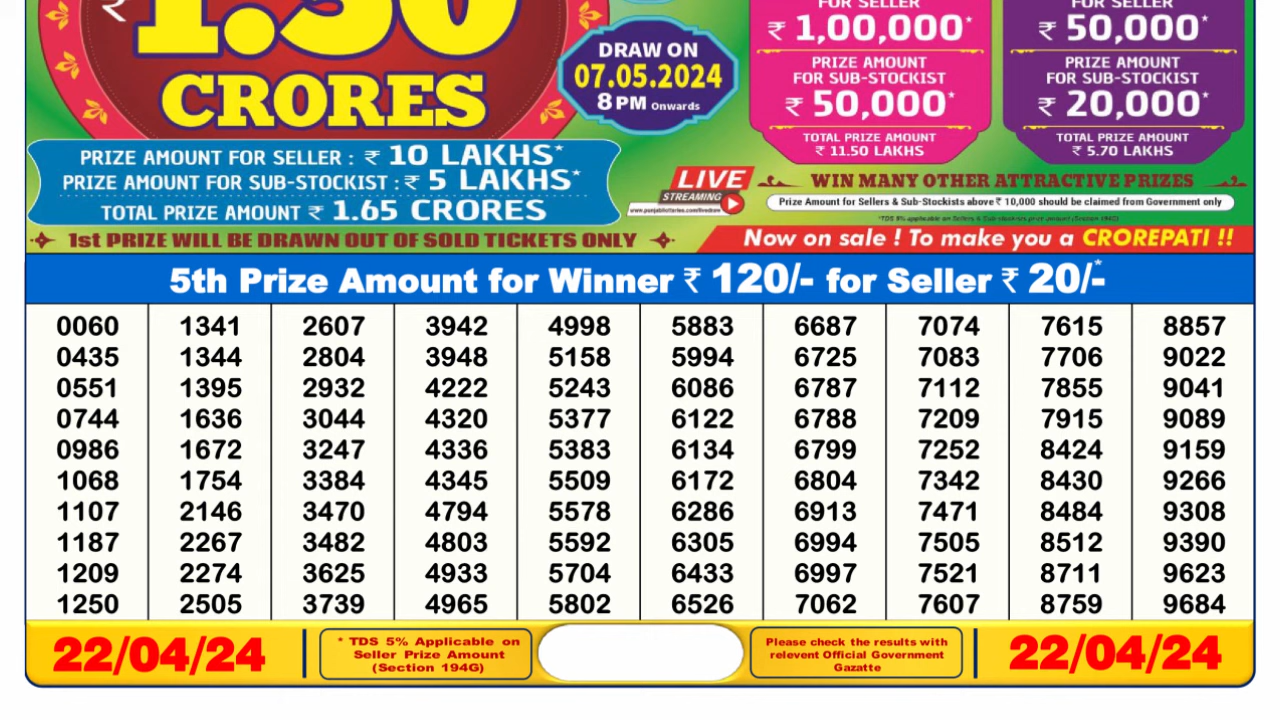 ₹ 1.50
CRORES
PRIZE AMOUNT FOR SELLER : ₹ 10 LAKHS*
PRIZE AMOUNT FOR SUB-STOCKIST : ₹ 5 LAKHS*
TOTAL PRIZE AMOUNT ₹ 1.65 CRORES
1st PRIZE WILL BE DRAWN OUT OF SOLD TICKETS ONLY
DRAW ON
07.05.2024
8PM Onwards
FOR SELLER
₹ 1,00,000*
PRIZE AMOUNT
FOR SUB-STOCKIST
₹ 50,000*
TOTAL PRIZE AMOUNT
₹ 11.50 LAKHS
FOR SELLER
₹ 50,000*
PRIZE AMOUNT
FOR SUB-STOCKIST
₹ 20,000*
TOTAL PRIZE AMOUNT
₹ 5.70 LAKHS
LIVE
STREAMING
WIN MANY OTHER ATTRACTIVE PRIZES
Prize Amount for Sellers & Sub-Stockists above ₹ 10,000 should be claimed from Government only
Now on sale ! To make you a CROREPATI !!
5th Prize Amount for Winner ₹ 120/- for Seller ₹ 20/-*
0060 1341 2607 3942 4998 5883 6687 7074 7615 8857
0435 1344 2804 3948 5158 5994 6725 7083 7706 9022
0551 1395 2932 4222 5243 6086 6787 7112 7855 9041
0744 1636 3044 4320 5377 6122 6788 7209 7915 9089
0986 1672 3247 4336 5383 6134 6799 7252 8424 9159
1068 1754 3384 4345 5509 6172 6804 7342 8430 9266
1107 2146 3470 4794 5578 6286 6913 7471 8484 9308
1187 2267 3482 4803 5592 6305 6994 7505 8512 9390
1209 2274 3625 4933 5704 6433 6997 7521 8711 9623
1250 2505 3739 4965 5802 6526 7062 7607 8759 9684
22/04/24
* TDS 5% Applicable on
Seller Prize Amount
(Section 194G)
Please check the results with
relevent Official Government
Gazatte
22/04/24